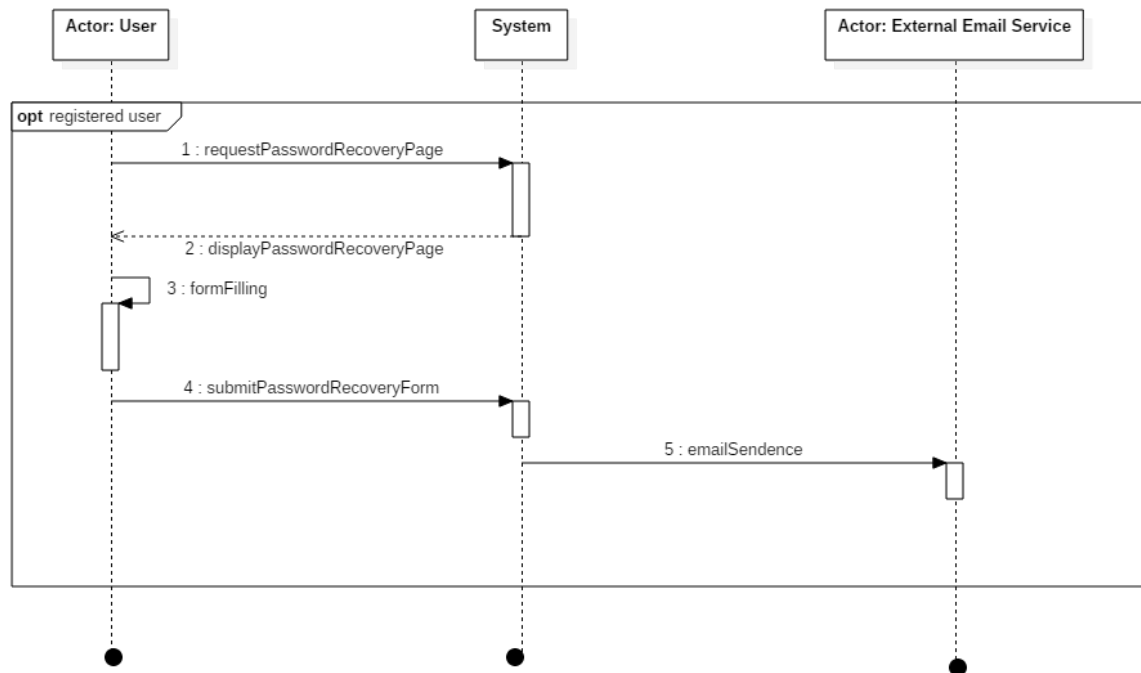 Actor: User
System
Actor: External Email Service
opt registered user
1 : requestPasswordRecoveryPage
2 : displayPasswordRecoveryPage
3 : formFilling
4 : submitPasswordRecoveryForm
5 : emailSendence